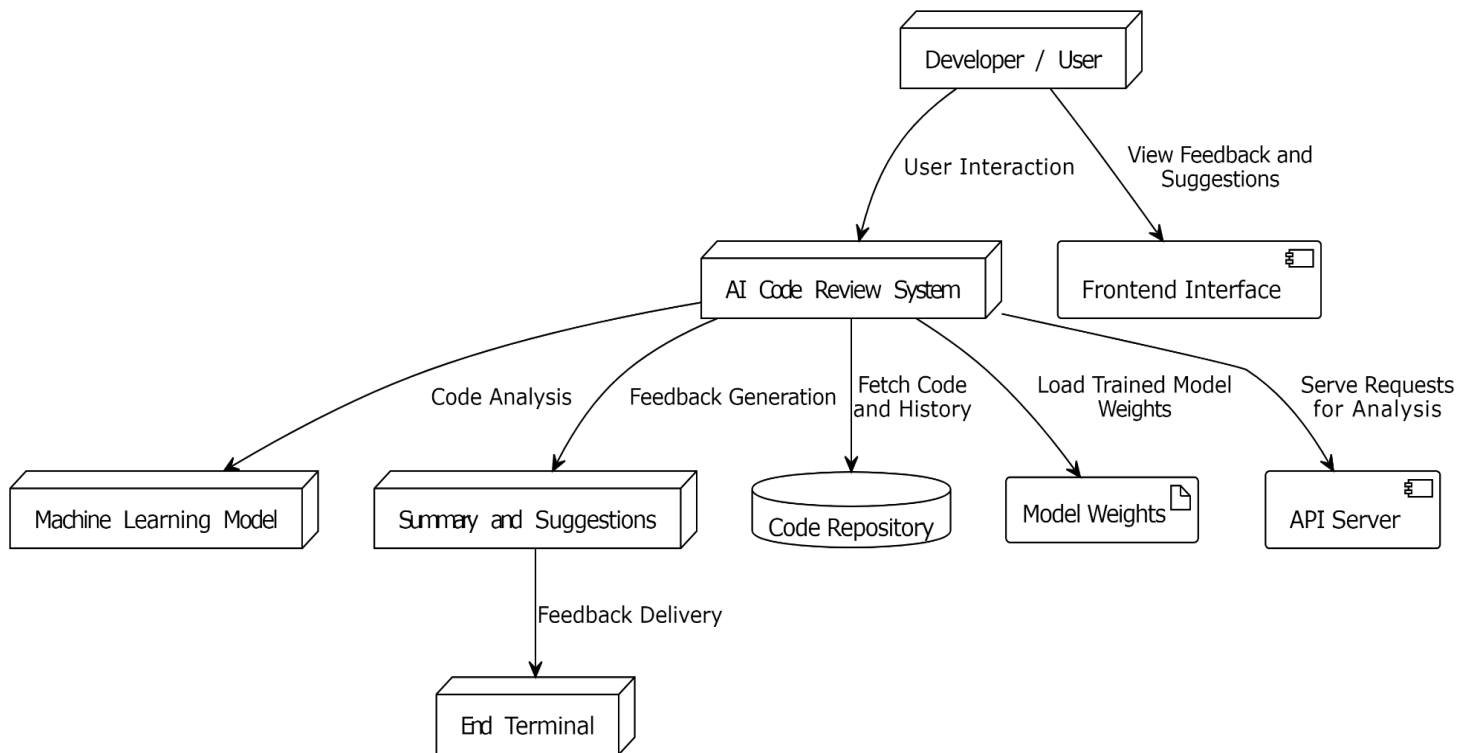 Developer / User
User Interaction
View Feedback and
Suggestions
AI Code Review System
Frontend Interface
Code Analysis
Feedback Generation
Fetch Code
and History
Load Trained Model
Weights
Serve Requests
for Analysis
Machine Learning Model
Summary and Suggestions
Code Repository
Model Weights
API Server
Feedback Delivery
End Terminal